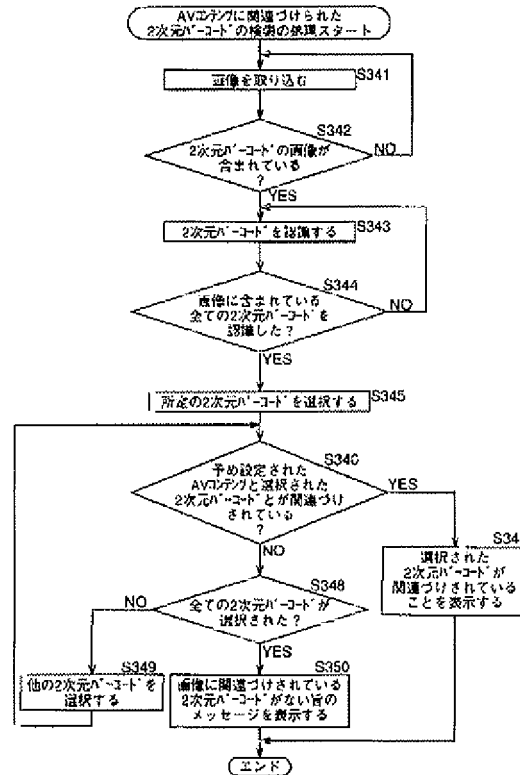 AVコンテンツに関連づけられた
2次元バーコードの検索の処理スタート
画像を取り込む
S341
S342
2次元バーコードの画像が
含まれている
?
NO
YES
2次元バーコードを認識する
S343
S344
画像に含まれている
全ての2次元バーコードを
認識した?
NO
YES
所定の2次元バーコードを選択する
S345
S346
予め設定された
AVコンテンツと選択された
2次元バーコードとが関連づけ
されている
?
YES
NO
S34
選択された
2次元バーコードが
関連づけされている
ことを表示する
S348
全ての2次元バーコードが
選択された?
NO
YES
S349
他の2次元バーコードを
選択する
S350
画像に関連づけされている
2次元バーコードがない旨の
メッセージを表示する
エンド